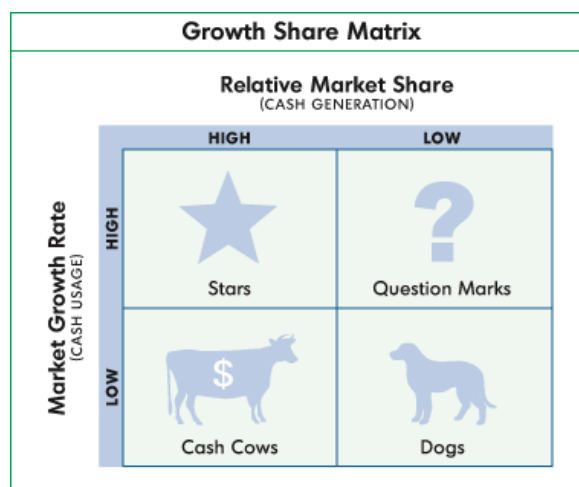 Growth Share Matrix
Relative Market Share
(CASH GENERATION)
HIGH LOW
Market Growth Rate
(CASH USAGE)
HIGH
?
Stars Question Marks
LOW
$
Cash Cows Dogs